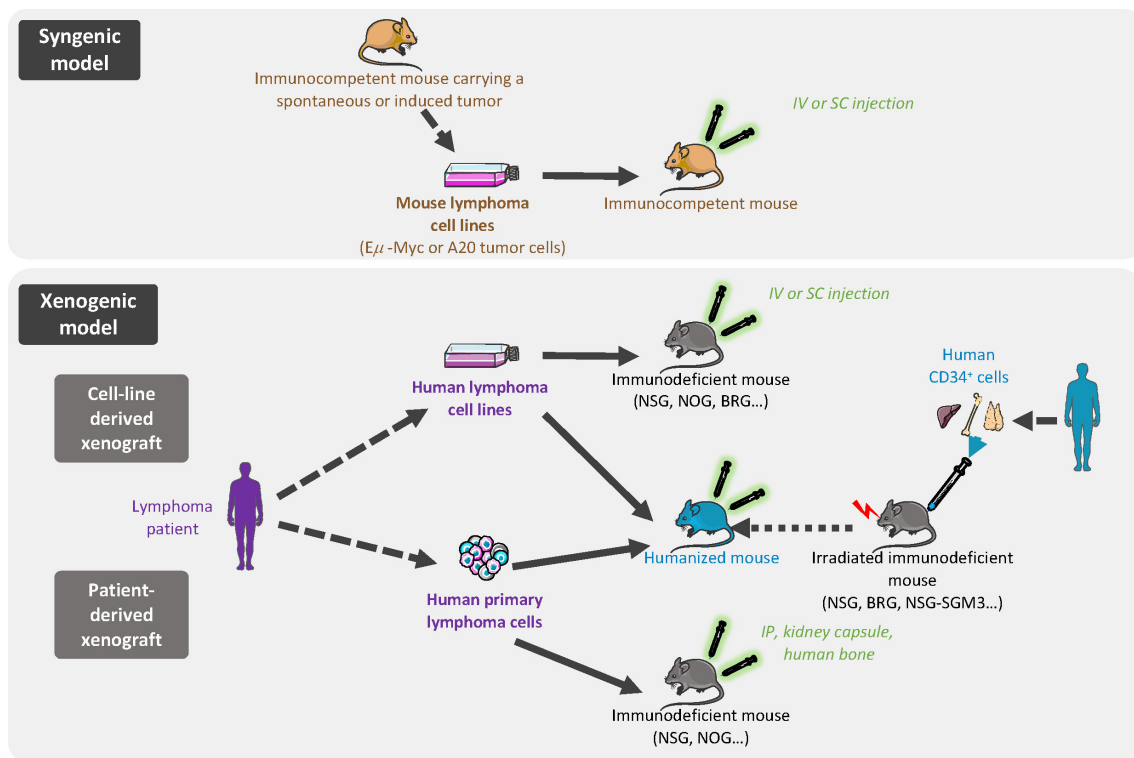 Syngenic
model
Immunocompetent mouse carrying a
spontaneous or induced tumor
IV or SC injection
Mouse lymphoma
cell lines
(Eμ -Myc or A20 tumor cells)
Immunocompetent mouse
Xenogenic
model
IV or SC injection
Cell-line
derived
xenograft
Human lymphoma
cell lines
Immunodeficient mouse
(NSG, NOG, BRG...)
Human
CD34⁺ cells
Lymphoma
patient
Humanized mouse
Irradiated immunodeficient
mouse
(NSG, BRG, NSG-SGM3...)
Patient-
derived
xenograft
Human primary
lymphoma cells
IP, kidney capsule,
human bone
Immunodeficient mouse
(NSG, NOG...)